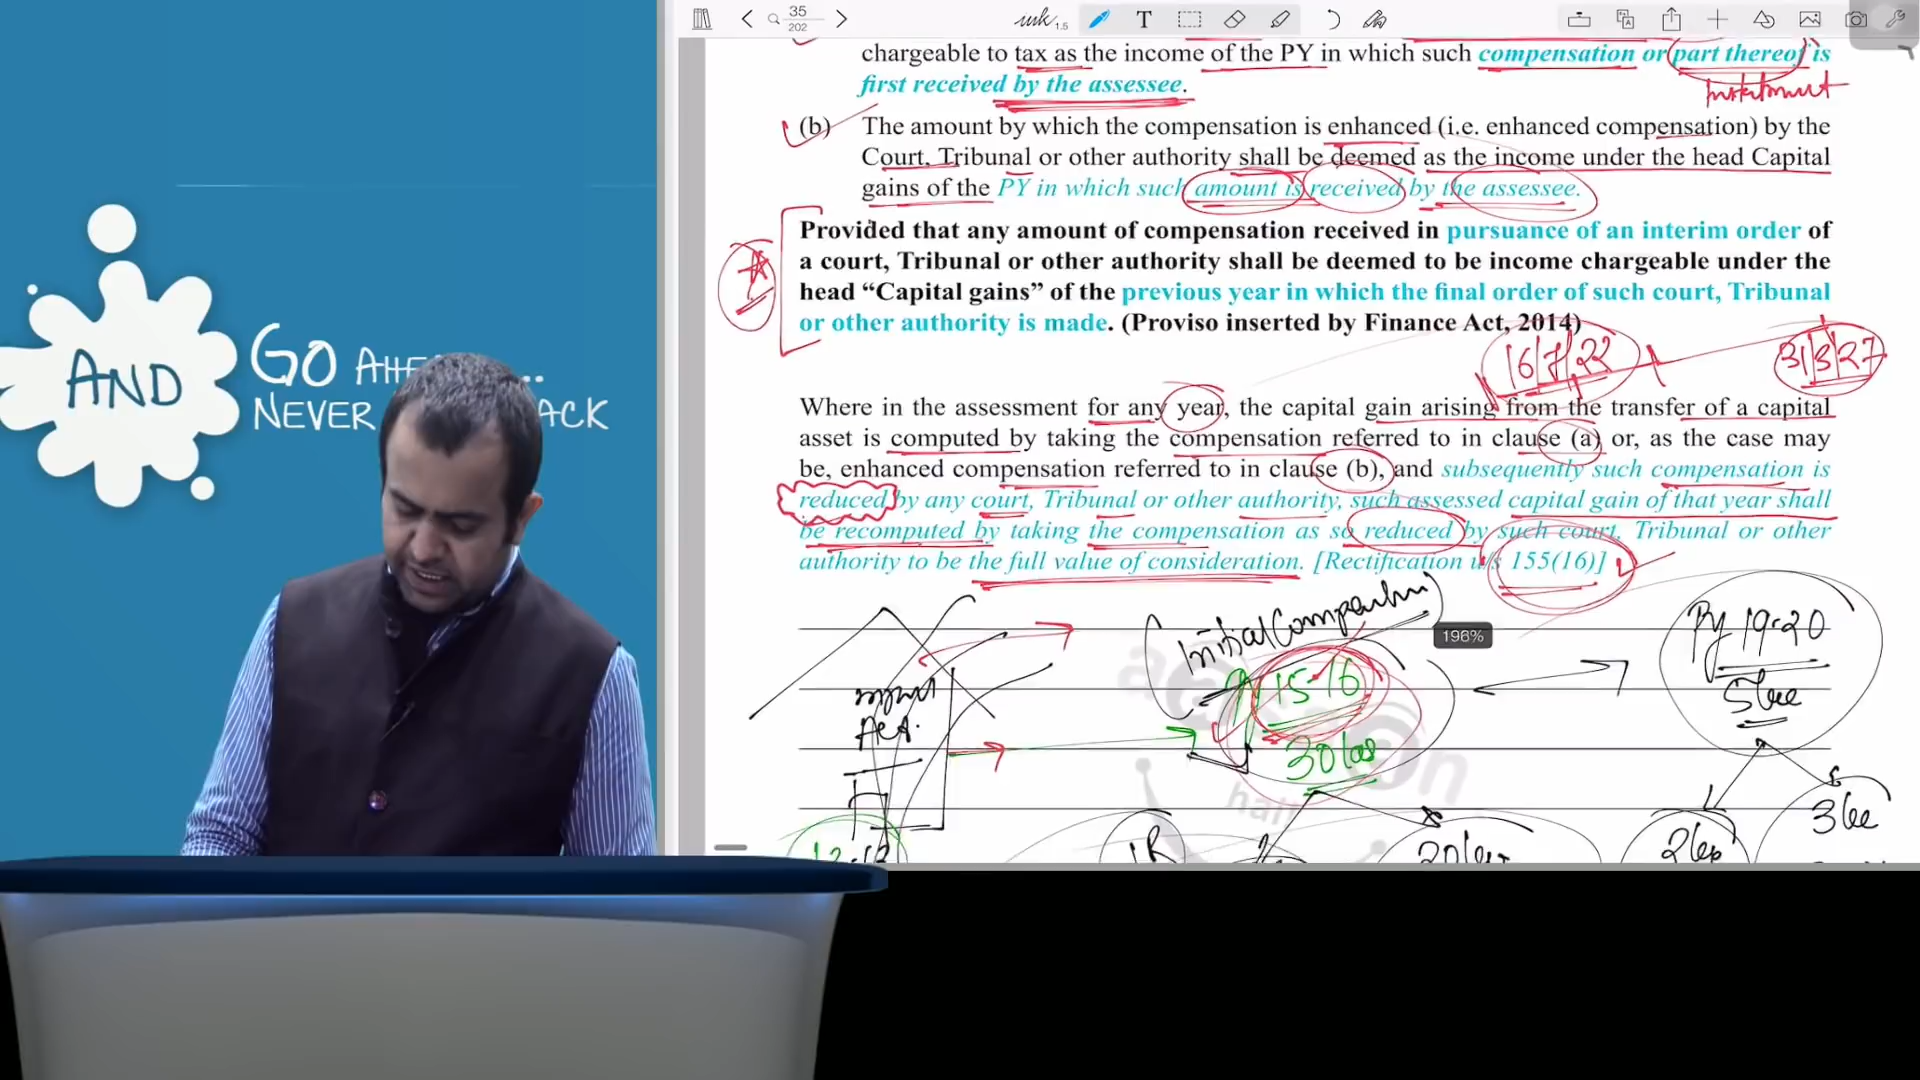 35
202
1.5
chargeable to tax as the income of the PY in which such compensation or part thereof is
first received by the assessee.
Instalment
(b) The amount by which the compensation is enhanced (i.e. enhanced compensation) by the
Court, Tribunal or other authority shall be deemed as the income under the head Capital
gains of the PY in which such amount is received by the assessee.
Provided that any amount of compensation received in pursuance of an interim order of
a court, Tribunal or other authority shall be deemed to be income chargeable under the
head “Capital gains” of the previous year in which the final order of such court, Tribunal
or other authority is made. (Proviso inserted by Finance Act, 2014)
16/7/22
31/3/27
Where in the assessment for any year, the capital gain arising from the transfer of a capital
asset is computed by taking the compensation referred to in clause (a) or, as the case may
be, enhanced compensation referred to in clause (b), and subsequently such compensation is
reduced by any court, Tribunal or other authority, such assessed capital gain of that year shall
be recomputed by taking the compensation as so reduced by such court, Tribunal or other
authority to be the full value of consideration. [Rectification u/s 155(16)]
Initial
196%
Py 19-20
15-16
30 lac
AND
GO AHE
NEVER
ACK